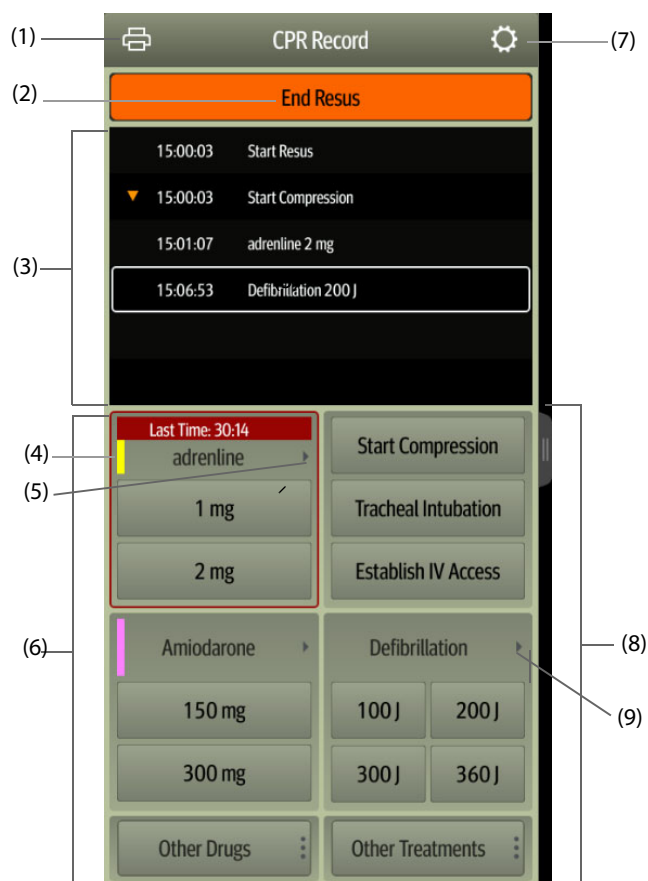 (1)
CPR Record
(7)
(2)
End Resus
15:00:03 Start Resus
15:00:03 Start Compression
15:01:07 adrenline 2 mg
(3)
15:06:53 Defibrillation 200 J
Last Time: 30:14
(4)
adrenline
Start Compression
(5)
1 mg
Tracheal Intubation
2 mg
Establish IV Access
(6)
Amiodarone
Defibrillation
(8)
150 mg
100 J
200 J
(9)
300 mg
300 J
360 J
Other Drugs
Other Treatments